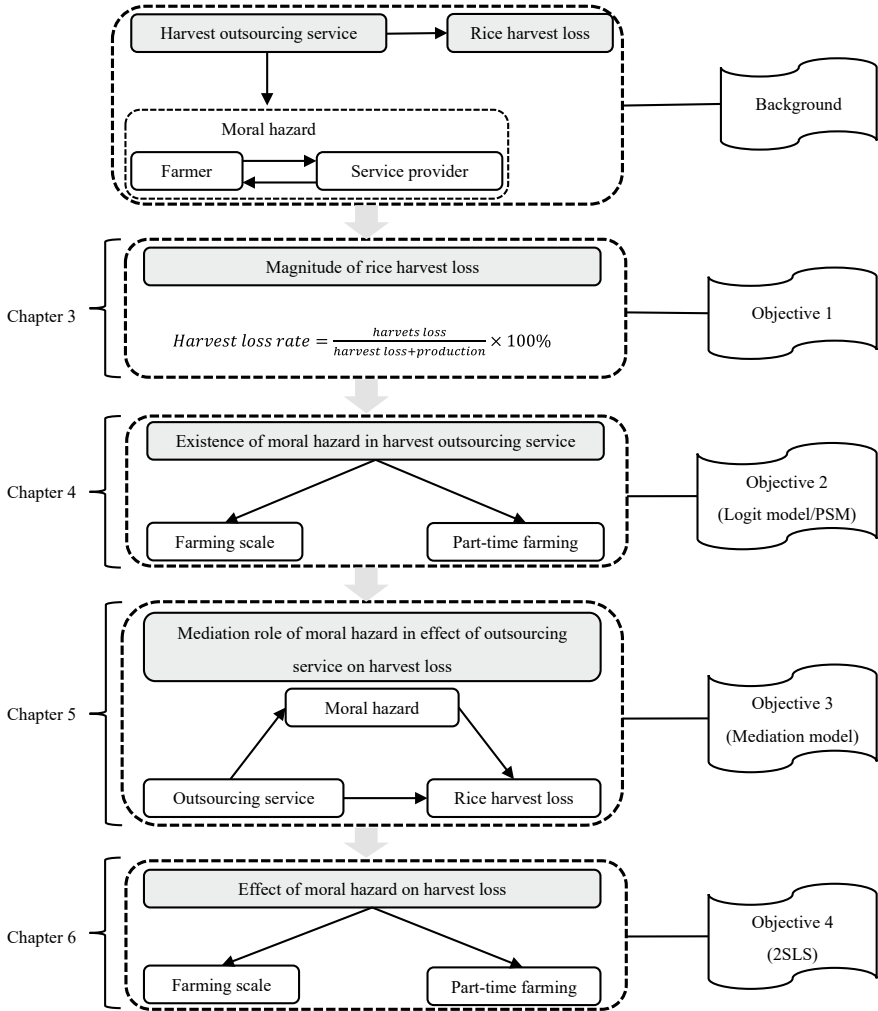 Harvest outsourcing service
Rice harvest loss
Moral hazard
Farmer
Service provider
Background
Chapter 3
Magnitude of rice harvest loss
Harvest loss rate = harvets loss / harvest loss+production × 100%
Objective 1
Chapter 4
Existence of moral hazard in harvest outsourcing service
Farming scale
Part-time farming
Objective 2
(Logit model/PSM)
Chapter 5
Mediation role of moral hazard in effect of outsourcing
service on harvest loss
Moral hazard
Outsourcing service
Rice harvest loss
Objective 3
(Mediation model)
Chapter 6
Effect of moral hazard on harvest loss
Farming scale
Part-time farming
Objective 4
(2SLS)